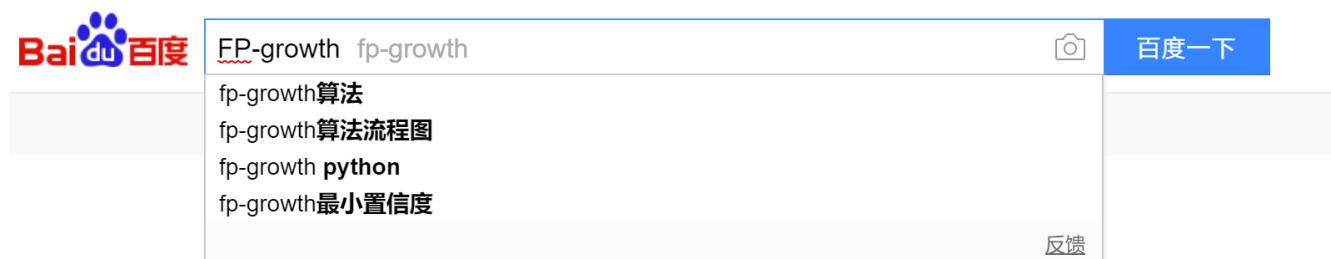 Bai du 百度 FP-growth fp-growth 百度一下
fp-growth算法
fp-growth算法流程图
fp-growth python
fp-growth最小置信度
反馈